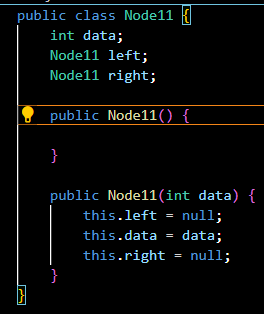 public class Node11 {
    int data;
    Node11 left;
    Node11 right;
    public Node11() {
    }
    public Node11(int data) {
        this.left = null;
        this.data = data;
        this.right = null;
    }
}